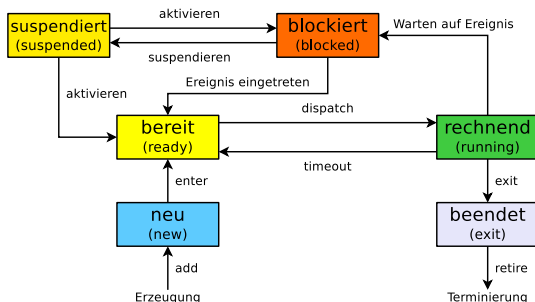 aktivieren
suspendiert
(suspended)
blockiert
(blocked)
Warten auf Ereignis
suspendieren
Ereignis eingetreten
aktivieren
dispatch
bereit
(ready)
rechnend
(running)
timeout
enter
exit
neu
(new)
beendet
(exit)
add
retire
Erzeugung
Terminierung